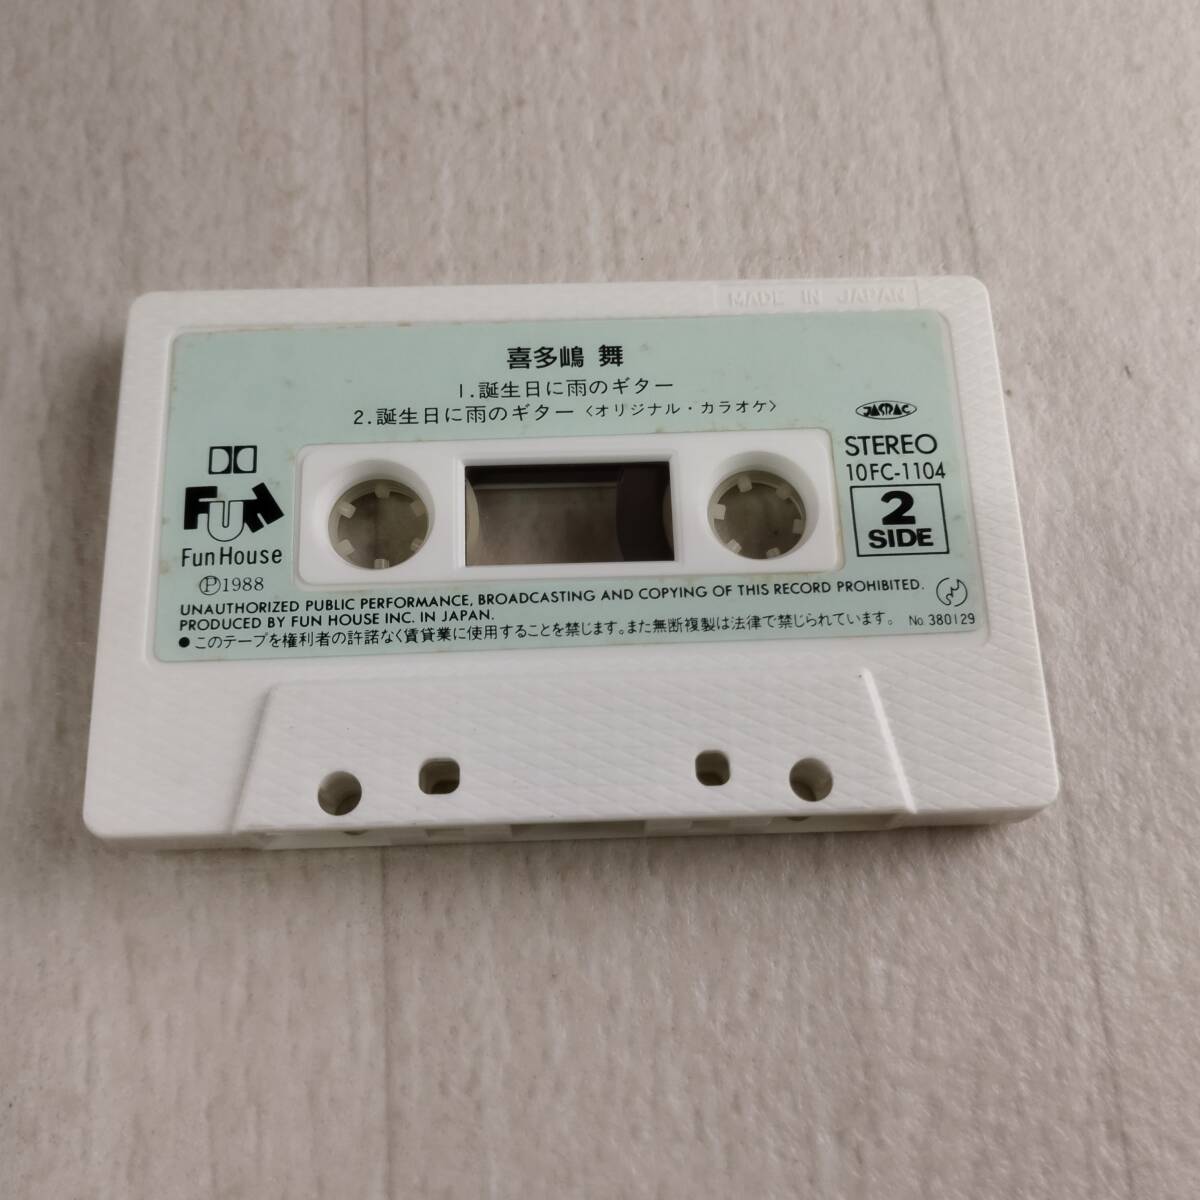 MADE IN JAPAN
喜多嶋 舞
1.誕生日に雨のギター
2.誕生日に雨のギター〈オリジナル・カラオケ〉
JASRAC
STEREO
10FC-1104
2
SIDE
FUN
Fun House
Ⓟ1988
UNAUTHORIZED PUBLIC PERFORMANCE, BROADCASTING AND COPYING OF THIS RECORD PROHIBITED.
PRODUCED BY FUN HOUSE INC. IN JAPAN.
●このテープを権利者の許諾なく賃貸業に使用することを禁じます。また無断複製は法律で禁じられています。 No. 380129